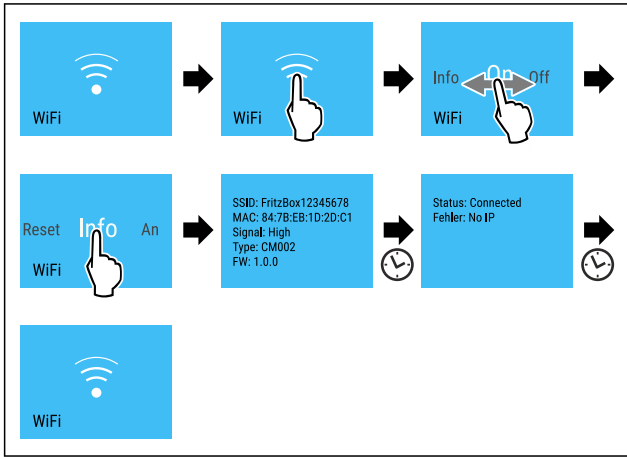 WiFi
WiFi
Info On Off
WiFi
Reset Info An
WiFi
SSID: FritzBox12345678
MAC: 84:7B:EB:1D:2D:C1
Signal: High
Type: CM002
FW: 1.0.0
Status: Connected
Fehler: No IP
WiFi